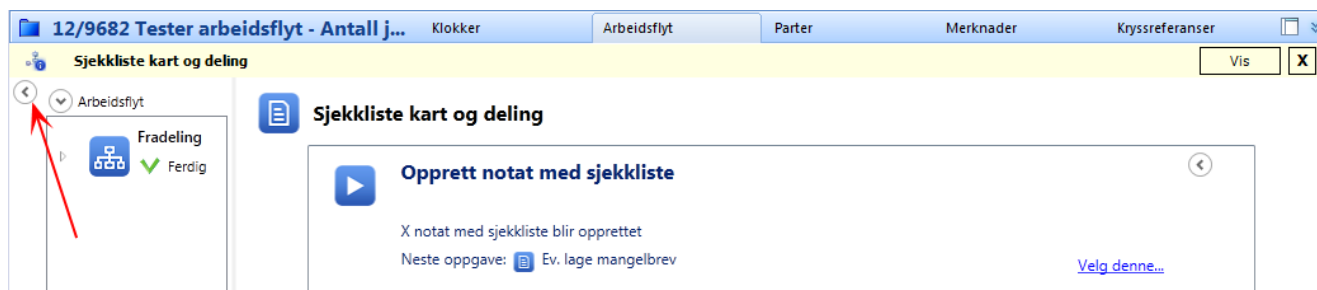 12/9682 Tester arbeidsflyt - Antall j... Klokker Arbeidsflyt Parter Merknader Kryssreferanser
Sjekkliste kart og deling Vis X
Arbeidsflyt
Fradeling
Ferdig
Sjekkliste kart og deling
Opprett notat med sjekkliste
X notat med sjekkliste blir opprettet
Neste oppgave: Ev. lage mangelbrev
Velg denne...